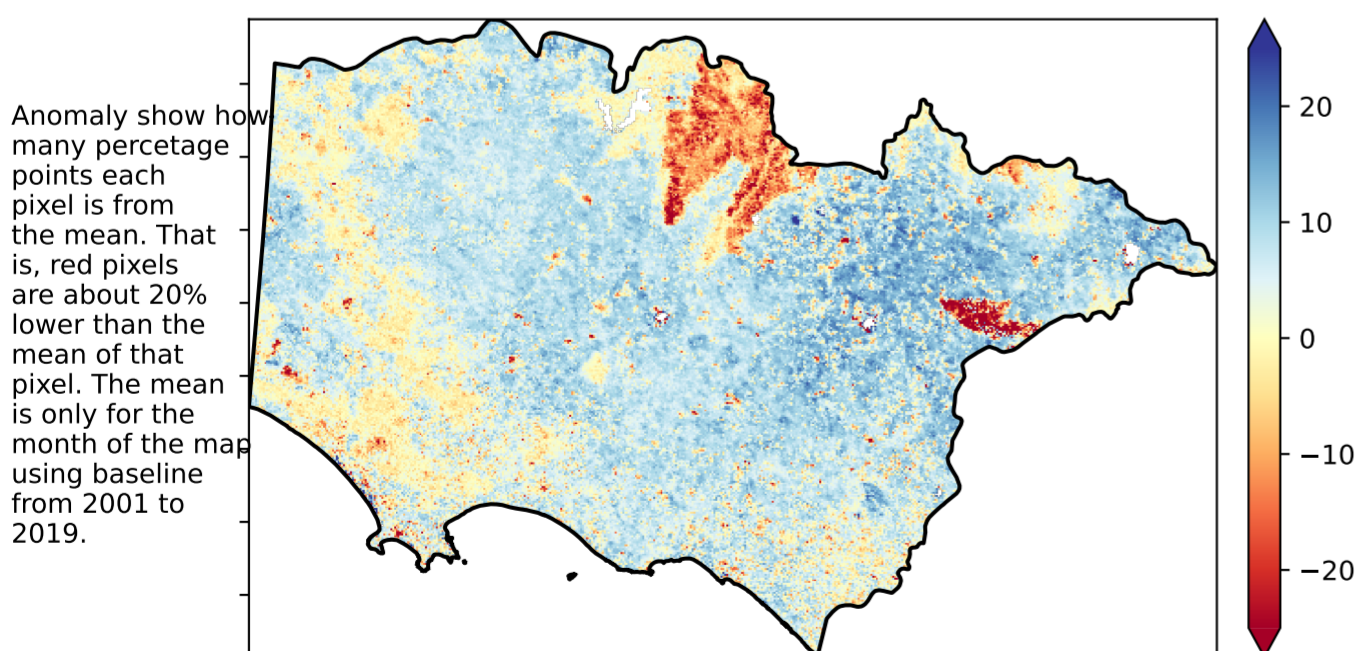 Anomaly show how
many percetage
points each
pixel is from
the mean. That
is, red pixels
are about 20%
lower than the
mean of that
pixel. The mean
is only for the
month of the map
using baseline
from 2001 to
2019.
20
10
0
−10
−20